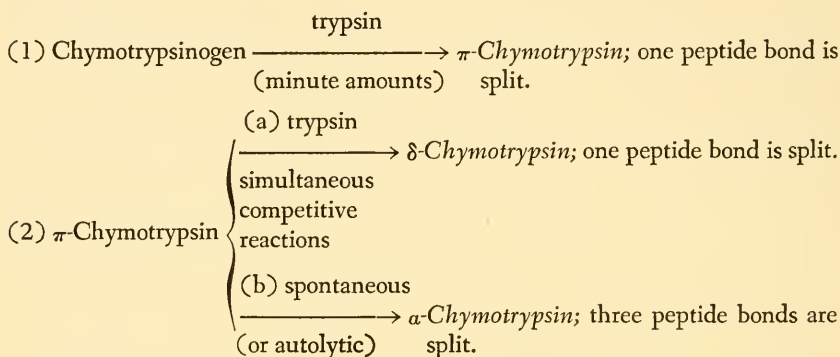 trypsin
(1) Chymotrypsinogen ⟶ π-Chymotrypsin; one peptide bond is
(minute amounts) split.
(a) trypsin
⟶ δ-Chymotrypsin; one peptide bond is split.
simultaneous
competitive
(2) π-Chymotrypsin { reactions
(b) spontaneous
⟶ α-Chymotrypsin; three peptide bonds are
(or autolytic) split.